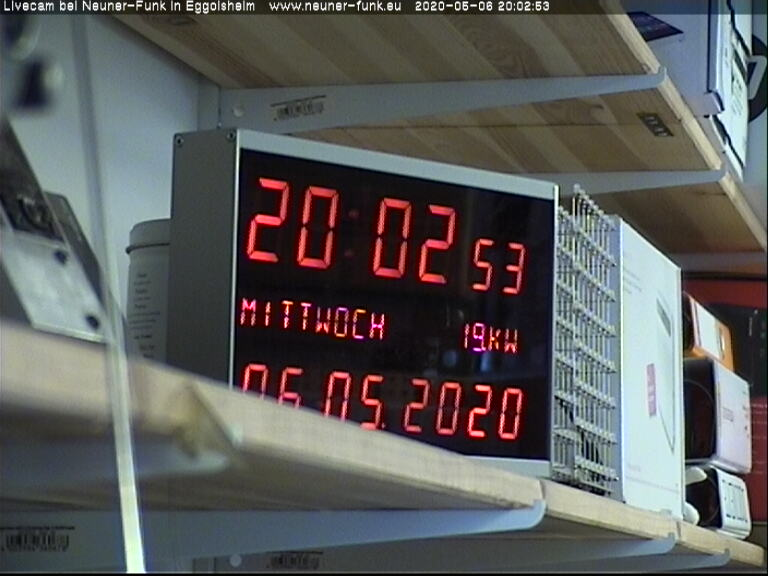 Livecam bei Neuner-Funk in Eggolsheim www.neuner-funk.eu 2020-05-06 20:02:53
20:02 53
MITTWOCH 19.KW
06.05.2020